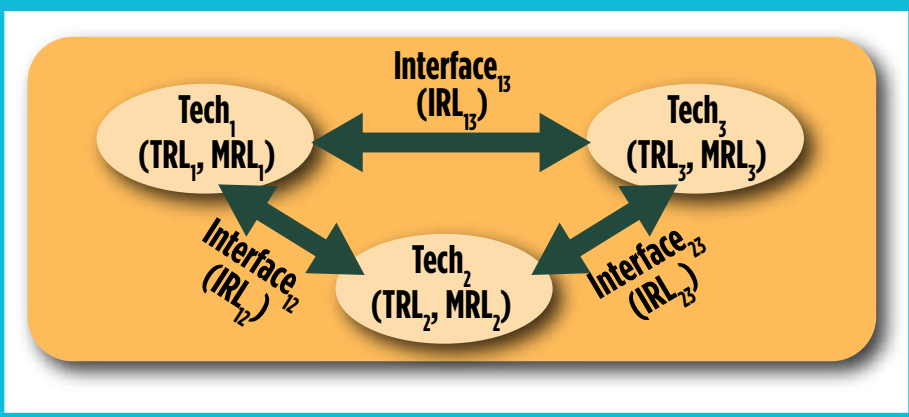 Interface₁₃
(IRL₁₃)
Tech₁
(TRL₁, MRL₁)
Tech₃
(TRL₃, MRL₃)
Interface₁₂
(IRL₁₂)
Tech₂
(TRL₂, MRL₂)
Interface₂₃
(IRL₂₃)